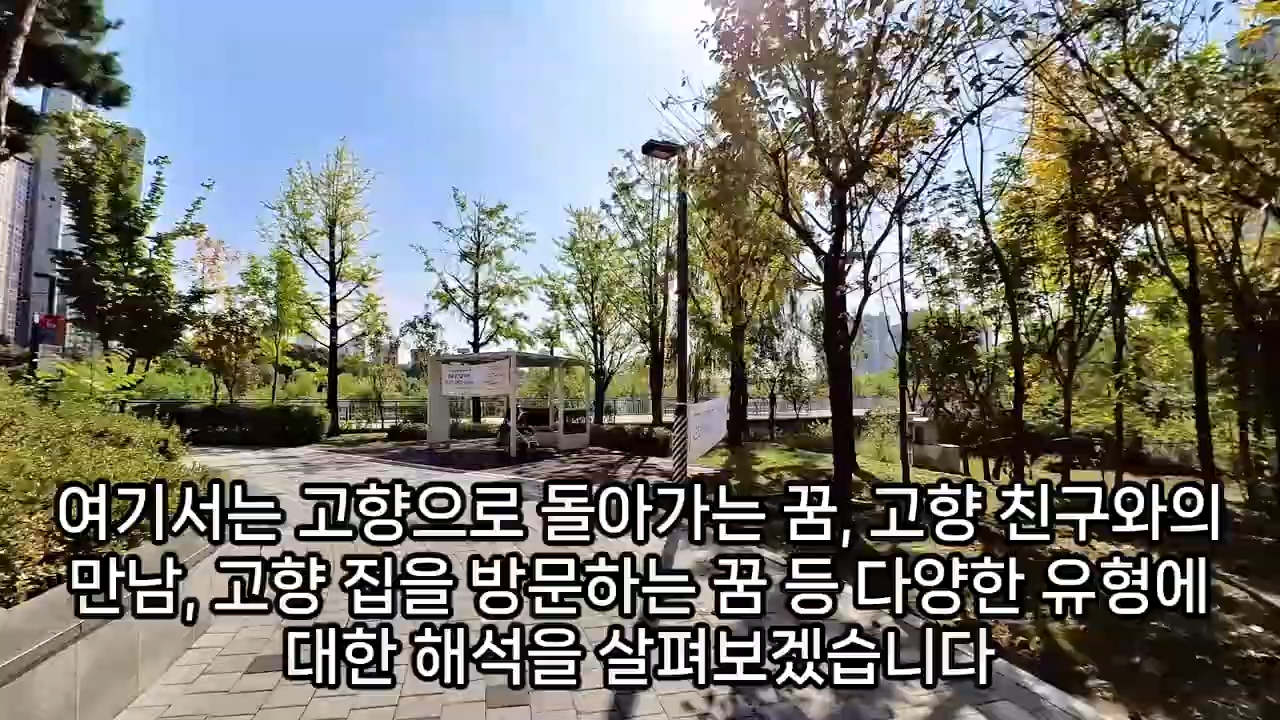 여기서는 고향으로 돌아가는 꿈, 고향 친구와의
만남, 고향 집을 방문하는 꿈 등 다양한 유형에
대한 해석을 살펴보겠습니다